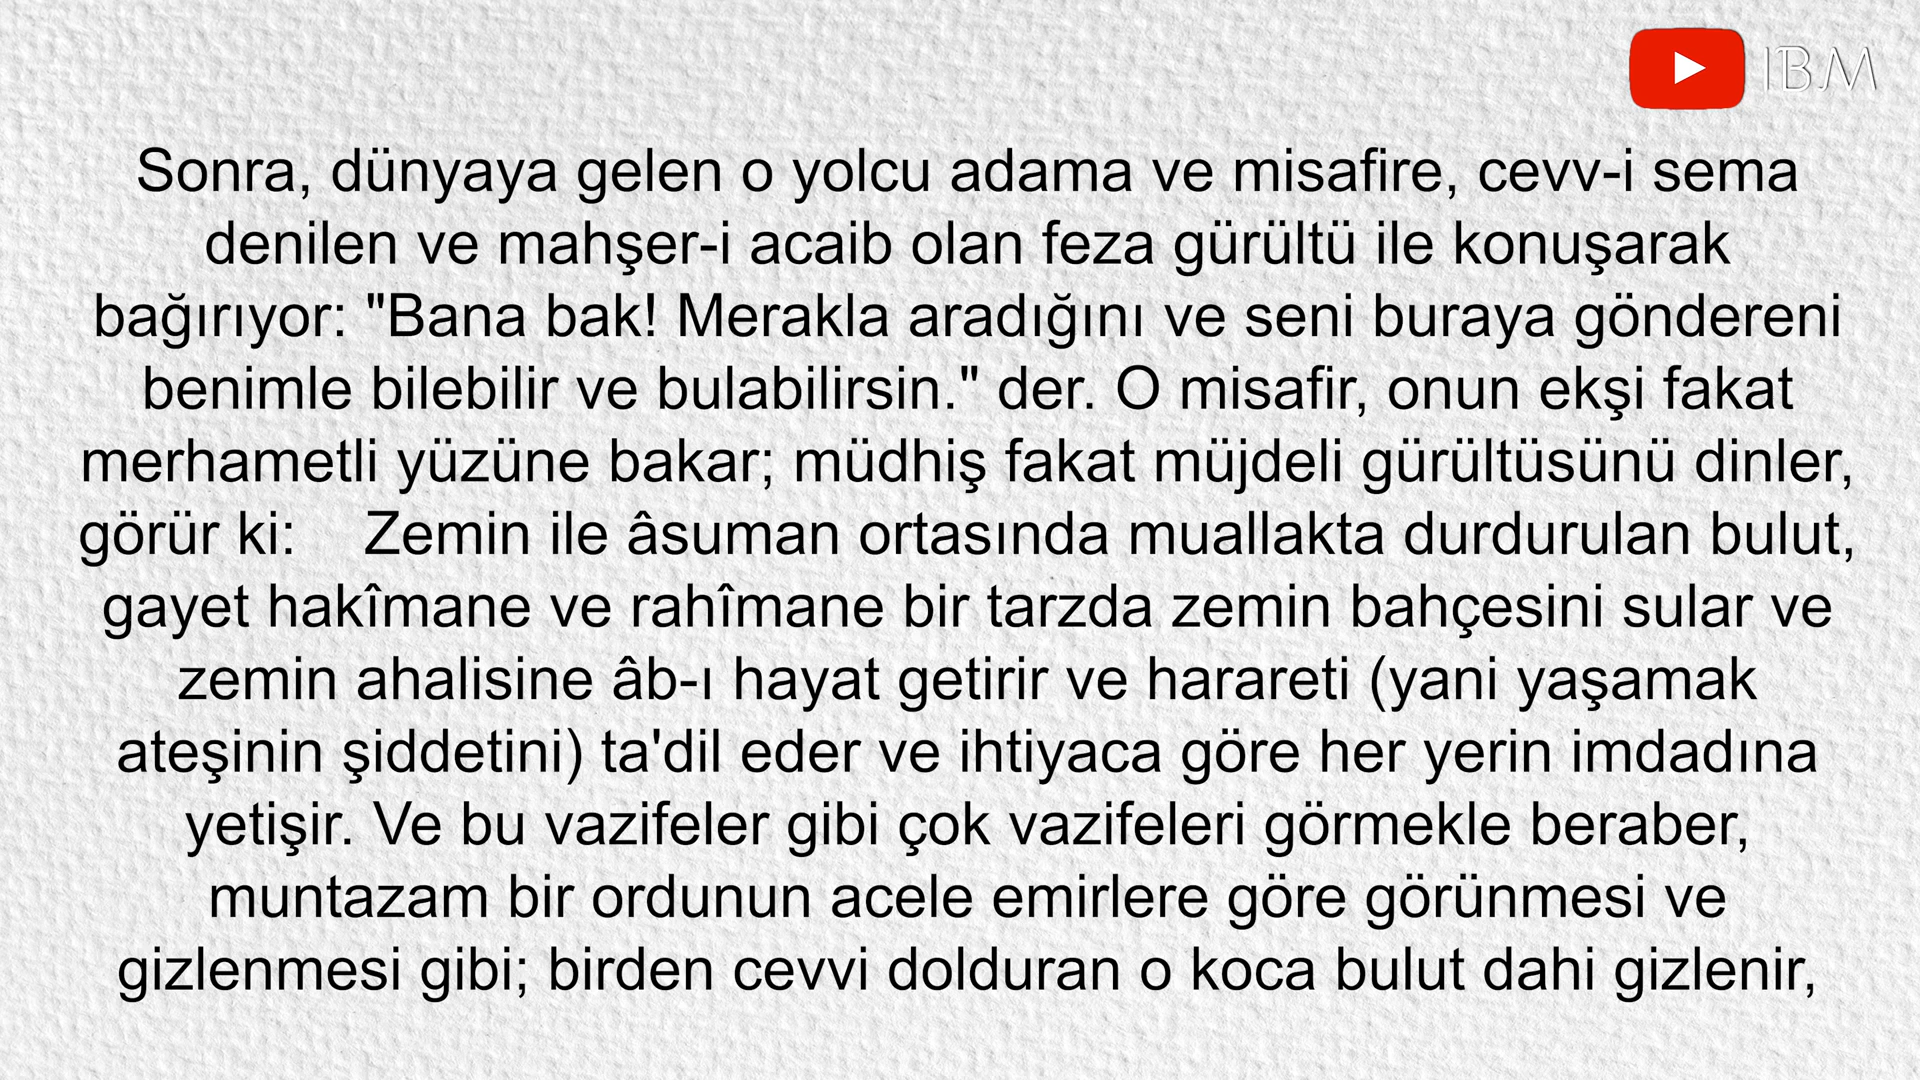 IBM
Sonra, dünyaya gelen o yolcu adama ve misafire, cevv-i sema
denilen ve mahşer-i acaib olan feza gürültü ile konuşarak
bağırıyor: "Bana bak! Merakla aradığını ve seni buraya göndereni
benimle bilebilir ve bulabilirsin." der. O misafir, onun ekşi fakat
merhametli yüzüne bakar; müdhiş fakat müjdeli gürültüsünü dinler,
görür ki:    Zemin ile âsuman ortasında muallakta durdurulan bulut,
gayet hakîmane ve rahîmane bir tarzda zemin bahçesini sular ve
zemin ahalisine âb-ı hayat getirir ve harareti (yani yaşamak
ateşinin şiddetini) ta'dil eder ve ihtiyaca göre her yerin imdadına
yetişir. Ve bu vazifeler gibi çok vazifeleri görmekle beraber,
muntazam bir ordunun acele emirlere göre görünmesi ve
gizlenmesi gibi; birden cevvi dolduran o koca bulut dahi gizlenir,